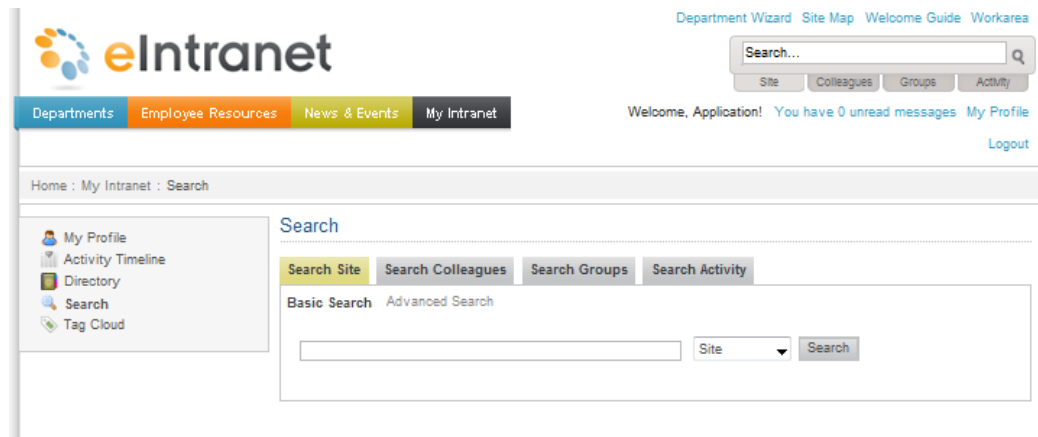 Department Wizard Site Map Welcome Guide Workarea
eIntranet
Search...
Site Colleagues Groups Activity
Departments Employee Resources News & Events My Intranet
Welcome, Application! You have 0 unread messages My Profile
Logout
Home : My Intranet : Search
My Profile
Activity Timeline
Directory
Search
Tag Cloud
Search
Search Site Search Colleagues Search Groups Search Activity
Basic Search Advanced Search
Site Search